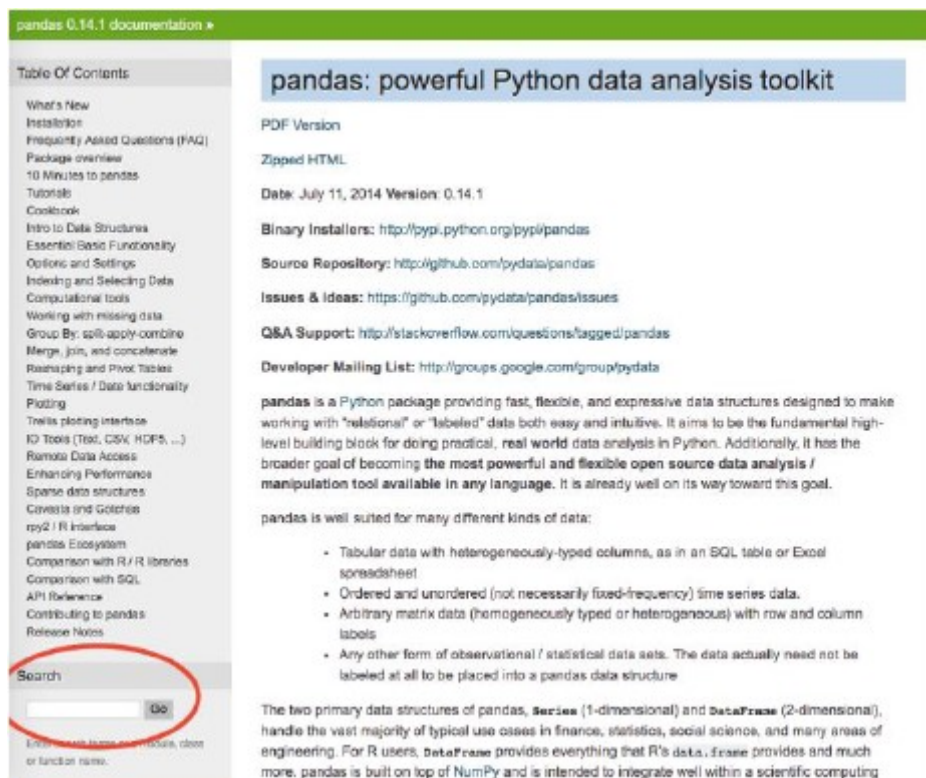 pandas 0.14.1 documentation »
Table Of Contents
What's New
Installation
Frequently Asked Questions (FAQ)
Package overview
10 Minutes to pandas
Tutorials
Cookbook
Intro to Data Structures
Essential Basic Functionality
Options and Settings
Indexing and Selecting Data
Computational tools
Working with missing data
Group By: split-apply-combine
Merge, join, and concatenate
Reshaping and Pivot Tables
Time Series / Date functionality
Plotting
Trellis plotting interface
IO Tools (Text, CSV, HDF5, ...)
Remote Data Access
Enhancing Performance
Sparse data structures
Caveats and Gotchas
rpy2 / R interface
pandas Ecosystem
Comparison with R / R libraries
Comparison with SQL
API Reference
Contributing to pandas
Release Notes
Search
Go
Enter search terms or a module, class
or function name.
pandas: powerful Python data analysis toolkit
PDF Version
Zipped HTML
Date: July 11, 2014 Version: 0.14.1
Binary Installers: http://pypi.python.org/pypi/pandas
Source Repository: http://github.com/pydata/pandas
Issues & Ideas: https://github.com/pydata/pandas/issues
Q&A Support: http://stackoverflow.com/questions/tagged/pandas
Developer Mailing List: http://groups.google.com/group/pydata
pandas is a Python package providing fast, flexible, and expressive data structures designed to make
working with "relational" or "labeled" data both easy and intuitive. It aims to be the fundamental high-
level building block for doing practical, real world data analysis in Python. Additionally, it has the
broader goal of becoming the most powerful and flexible open source data analysis /
manipulation tool available in any language. It is already well on its way toward this goal.
pandas is well suited for many different kinds of data:
• Tabular data with heterogeneously-typed columns, as in an SQL table or Excel
spreadsheet
• Ordered and unordered (not necessarily fixed-frequency) time series data.
• Arbitrary matrix data (homogeneously typed or heterogeneous) with row and column
labels
• Any other form of observational / statistical data sets. The data actually need not be
labeled at all to be placed into a pandas data structure
The two primary data structures of pandas, Series (1-dimensional) and DataFrame (2-dimensional),
handle the vast majority of typical use cases in finance, statistics, social science, and many areas of
engineering. For R users, DataFrame provides everything that R's data.frame provides and much
more. pandas is built on top of NumPy and is intended to integrate well within a scientific computing